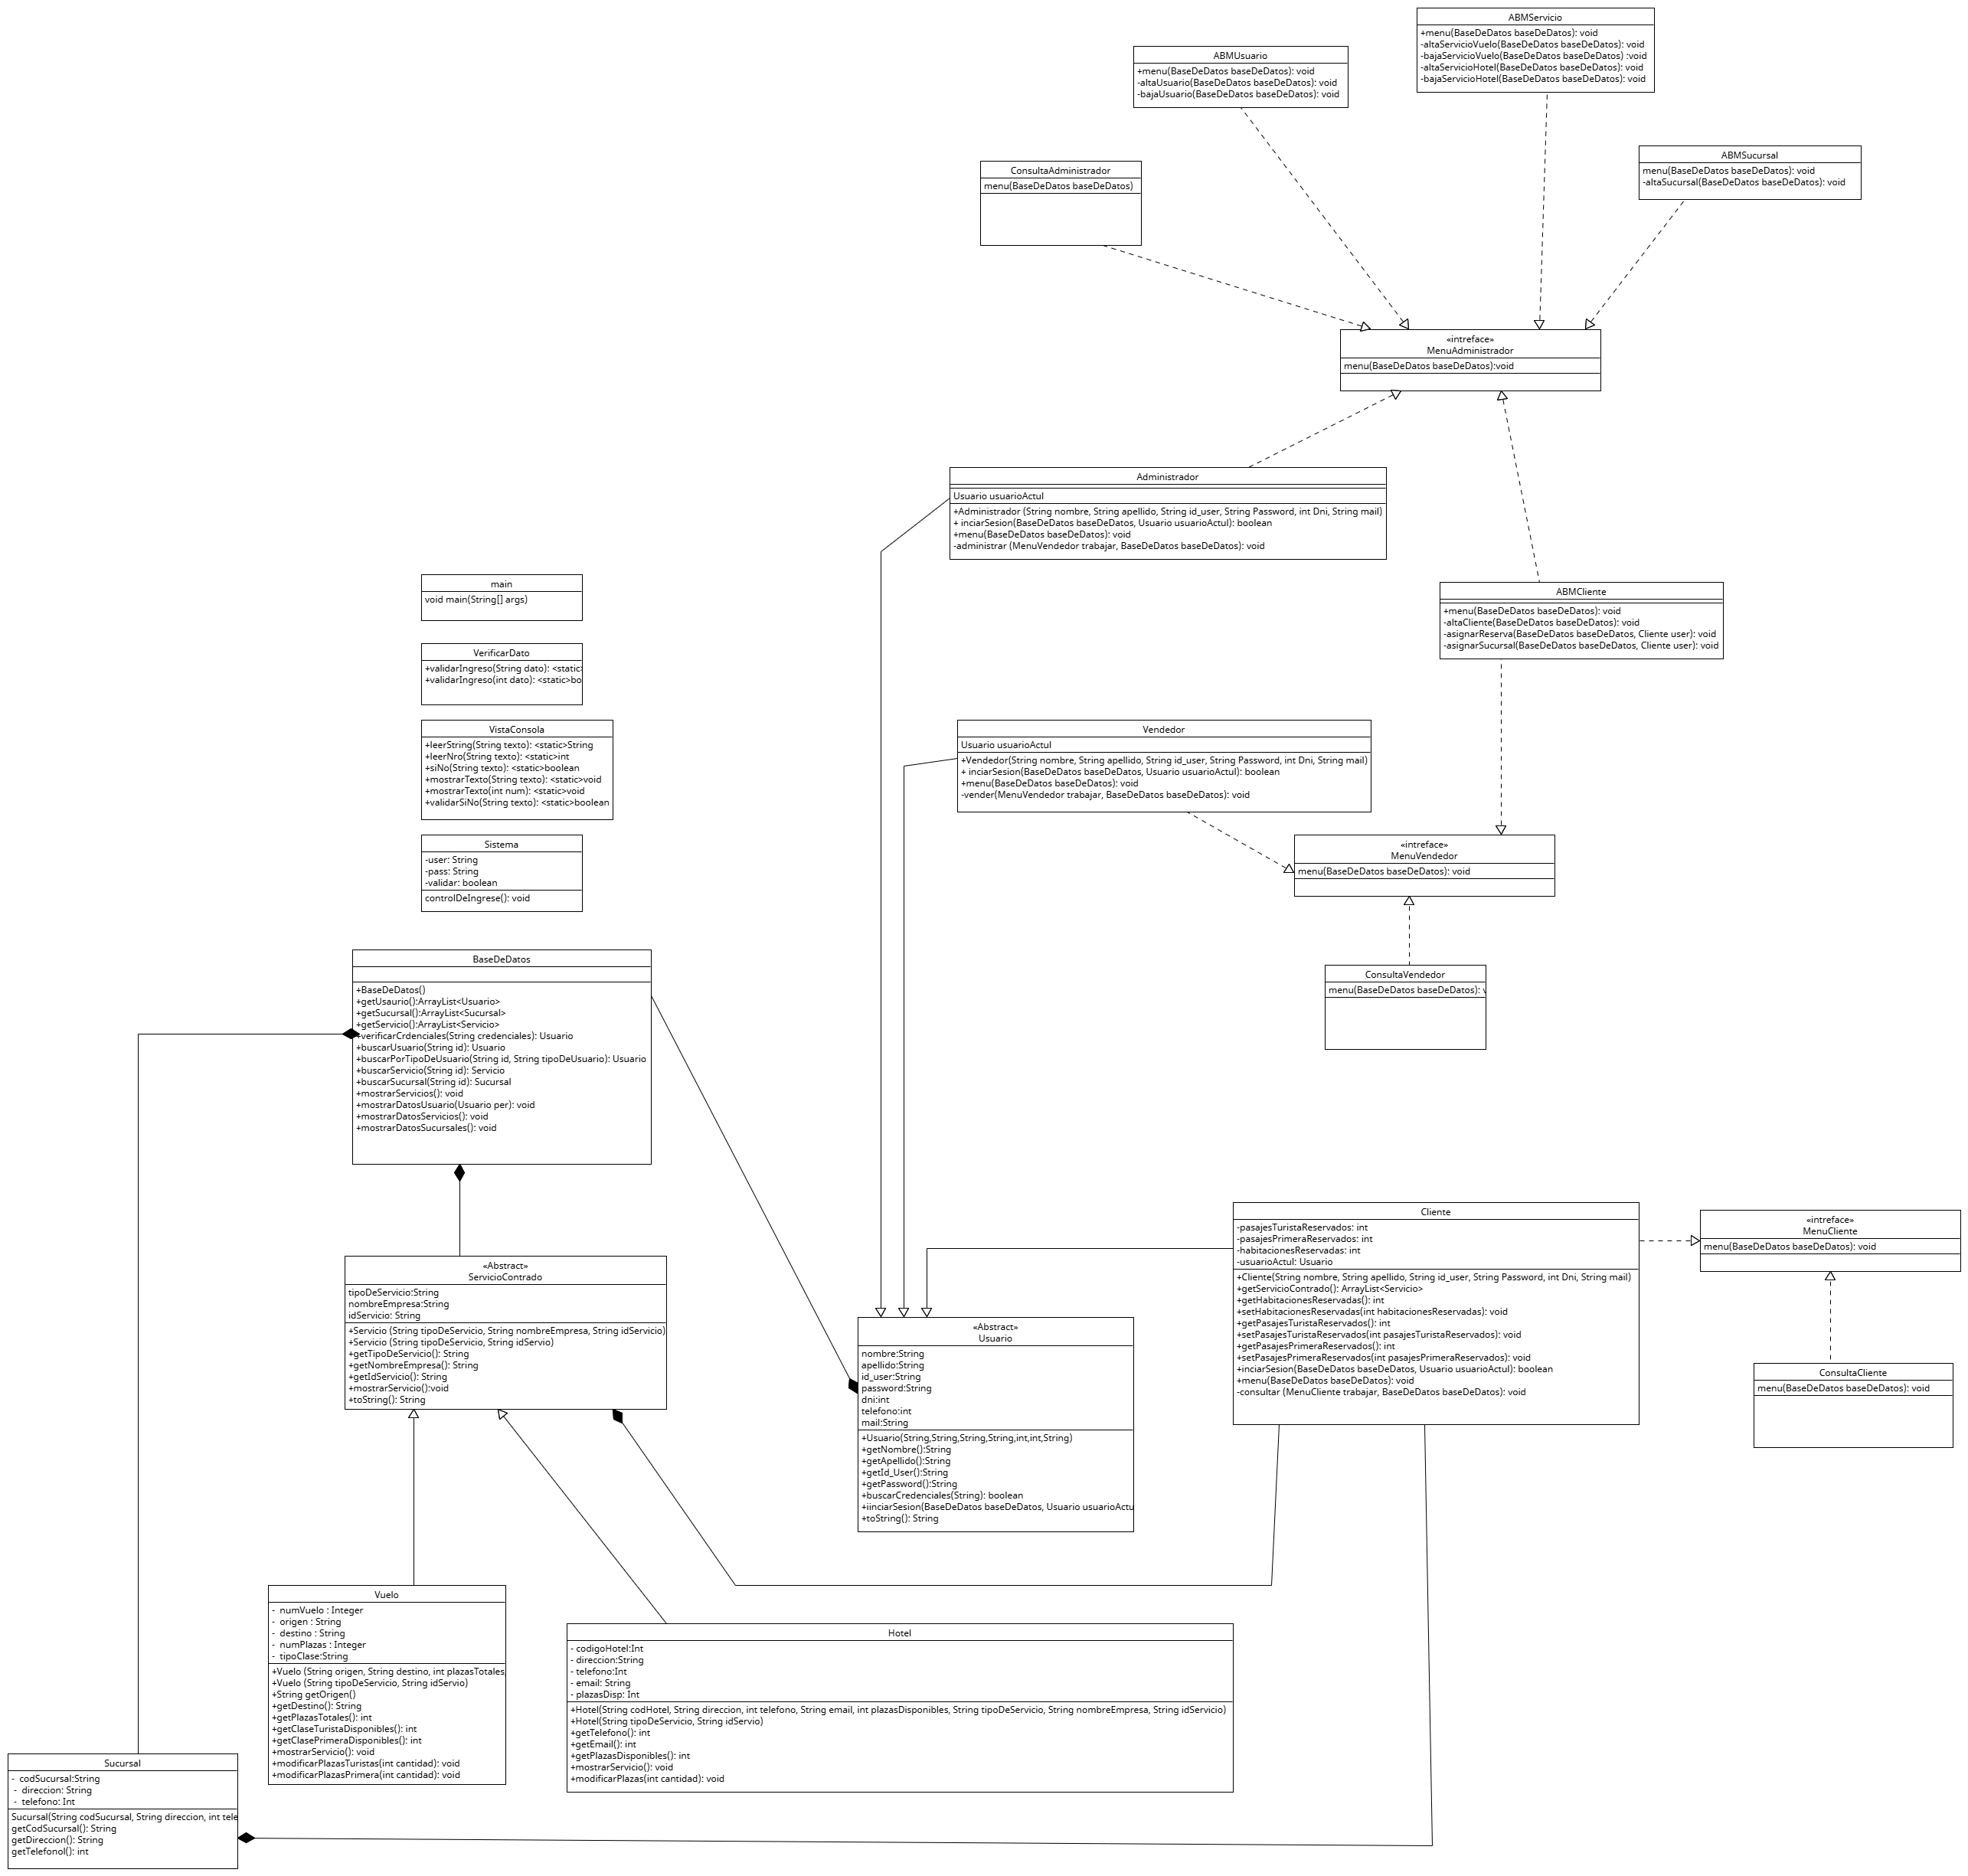 ABMServicio
+menu(BaseDeDatos baseDeDatos): void
-altaServicioVuelo(BaseDeDatos baseDeDatos): void
-bajaServicioVuelo(BaseDeDatos baseDeDatos) :void
-altaServicioHotel(BaseDeDatos baseDeDatos): void
-bajaServicioHotel(BaseDeDatos baseDeDatos): void
ABMUsuario
+menu(BaseDeDatos baseDeDatos): void
-altaUsuario(BaseDeDatos baseDeDatos): void
-bajaUsuario(BaseDeDatos baseDeDatos): void
ABMSucursal
menu(BaseDeDatos baseDeDatos): void
-altaSucursal(BaseDeDatos baseDeDatos): void
ConsultaAdministrador
menu(BaseDeDatos baseDeDatos)
«intreface»
MenuAdministrador
menu(BaseDeDatos baseDeDatos):void
Administrador
Usuario usuarioActul
+Administrador (String nombre, String apellido, String id_user, String Password, int Dni, String mail)
+ inciarSesion(BaseDeDatos baseDeDatos, Usuario usuarioActul): boolean
+menu(BaseDeDatos baseDeDatos): void
-administrar (MenuVendedor trabajar, BaseDeDatos baseDeDatos): void
main
void main(String[] args)
ABMCliente
+menu(BaseDeDatos baseDeDatos): void
-altaCliente(BaseDeDatos baseDeDatos): void
-asignarReserva(BaseDeDatos baseDeDatos, Cliente user): void
-asignarSucursal(BaseDeDatos baseDeDatos, Cliente user): void
VerificarDato
+validarIngreso(String dato): <static>
+validarIngreso(int dato): <static>bo
VistaConsola
+leerString(String texto): <static>String
+leerNro(String texto): <static>int
+siNo(String texto): <static>boolean
+mostrarTexto(String texto): <static>void
+mostrarTexto(int num): <static>void
+validarSiNo(String texto): <static>boolean
Vendedor
Usuario usuarioActul
+Vendedor(String nombre, String apellido, String id_user, String Password, int Dni, String mail)
+ inciarSesion(BaseDeDatos baseDeDatos, Usuario usuarioActul): boolean
+menu(BaseDeDatos baseDeDatos): void
-vender(MenuVendedor trabajar, BaseDeDatos baseDeDatos): void
Sistema
-user: String
-pass: String
-validar: boolean
controlDeIngrese(): void
«intreface»
MenuVendedor
menu(BaseDeDatos baseDeDatos): void
BaseDeDatos
+BaseDeDatos()
+getUsaurio():ArrayList<Usuario>
+getSucursal():ArrayList<Sucursal>
+getServicio():ArrayList<Servicio>
+verificarCrdenciales(String credenciales): Usuario
+buscarUsuario(String id): Usuario
+buscarPorTipoDeUsuario(String id, String tipoDeUsuario): Usuario
+buscarServicio(String id): Servicio
+buscarSucursal(String id): Sucursal
+mostrarServicios(): void
+mostrarDatosUsuario(Usuario per): void
+mostrarDatosServicios(): void
+mostrarDatosSucursales(): void
ConsultaVendedor
menu(BaseDeDatos baseDeDatos):
Cliente
-pasajesTuristaReservados: int
-pasajesPrimeraReservados: int
-habitacionesReservadas: int
-usuarioActul: Usuario
+Cliente(String nombre, String apellido, String id_user, String Password, int Dni, String mail)
+getServicioContrado(): ArrayList<Servicio>
+getHabitacionesReservadas(): int
+setHabitacionesReservadas(int habitacionesReservadas): void
+getPasajesTuristaReservados(): int
+setPasajesTuristaReservados(int pasajesTuristaReservados): void
+getPasajesPrimeraReservados(): int
+setPasajesPrimeraReservados(int pasajesPrimeraReservados): void
+inciarSesion(BaseDeDatos baseDeDatos, Usuario usuarioActul): boolean
+menu(BaseDeDatos baseDeDatos): void
-consultar (MenuCliente trabajar, BaseDeDatos baseDeDatos): void
«intreface»
MenuCliente
menu(BaseDeDatos baseDeDatos): void
«Abstract»
ServicioContrado
tipoDeServicio:String
nombreEmpresa:String
idServicio: String
+Servicio (String tipoDeServicio, String nombreEmpresa, String idServicio)
+Servicio (String tipoDeServicio, String idServio)
+getTipoDeServicio(): String
+getNombreEmpresa(): String
+getIdServicio(): String
+mostrarServicio():void
+toString(): String
«Abstract»
Usuario
nombre:String
apellido:String
id_user:String
password:String
dni:int
telefono:int
mail:String
+Usuario(String,String,String,String,int,int,String)
+getNombre():String
+getApellido():String
+getId_User():String
+getPassword():String
+buscarCredenciales(String): boolean
+iinciarSesion(BaseDeDatos baseDeDatos, Usuario usuarioActu
+toString(): String
ConsultaCliente
menu(BaseDeDatos baseDeDatos): void
Vuelo
- numVuelo : Integer
- origen : String
- destino : String
- numPlazas : Integer
- tipoClase:String
+Vuelo (String origen, String destino, int plazasTotales,
+Vuelo (String tipoDeServicio, String idServio)
+String getOrigen()
+getDestino(): String
+getPlazasTotales(): int
+getClaseTuristaDisponibles(): int
+getClasePrimeraDisponibles(): int
+mostrarServicio(): void
+modificarPlazasTuristas(int cantidad): void
+modificarPlazasPrimera(int cantidad): void
Hotel
- codigoHotel:Int
- direccion:String
- telefono:Int
- email: String
- plazasDisp: Int
+Hotel(String codHotel, String direccion, int telefono, String email, int plazasDisponibles, String tipoDeServicio, String nombreEmpresa, String idServicio)
+Hotel(String tipoDeServicio, String idServio)
+getTelefono(): int
+getEmail(): int
+getPlazasDisponibles(): int
+mostrarServicio(): void
+modificarPlazas(int cantidad): void
Sucursal
- codSucursal:String
- direccion: String
- telefono: Int
Sucursal(String codSucursal, String direccion, int tele
getCodSucursal(): String
getDireccion(): String
getTelefonol(): int